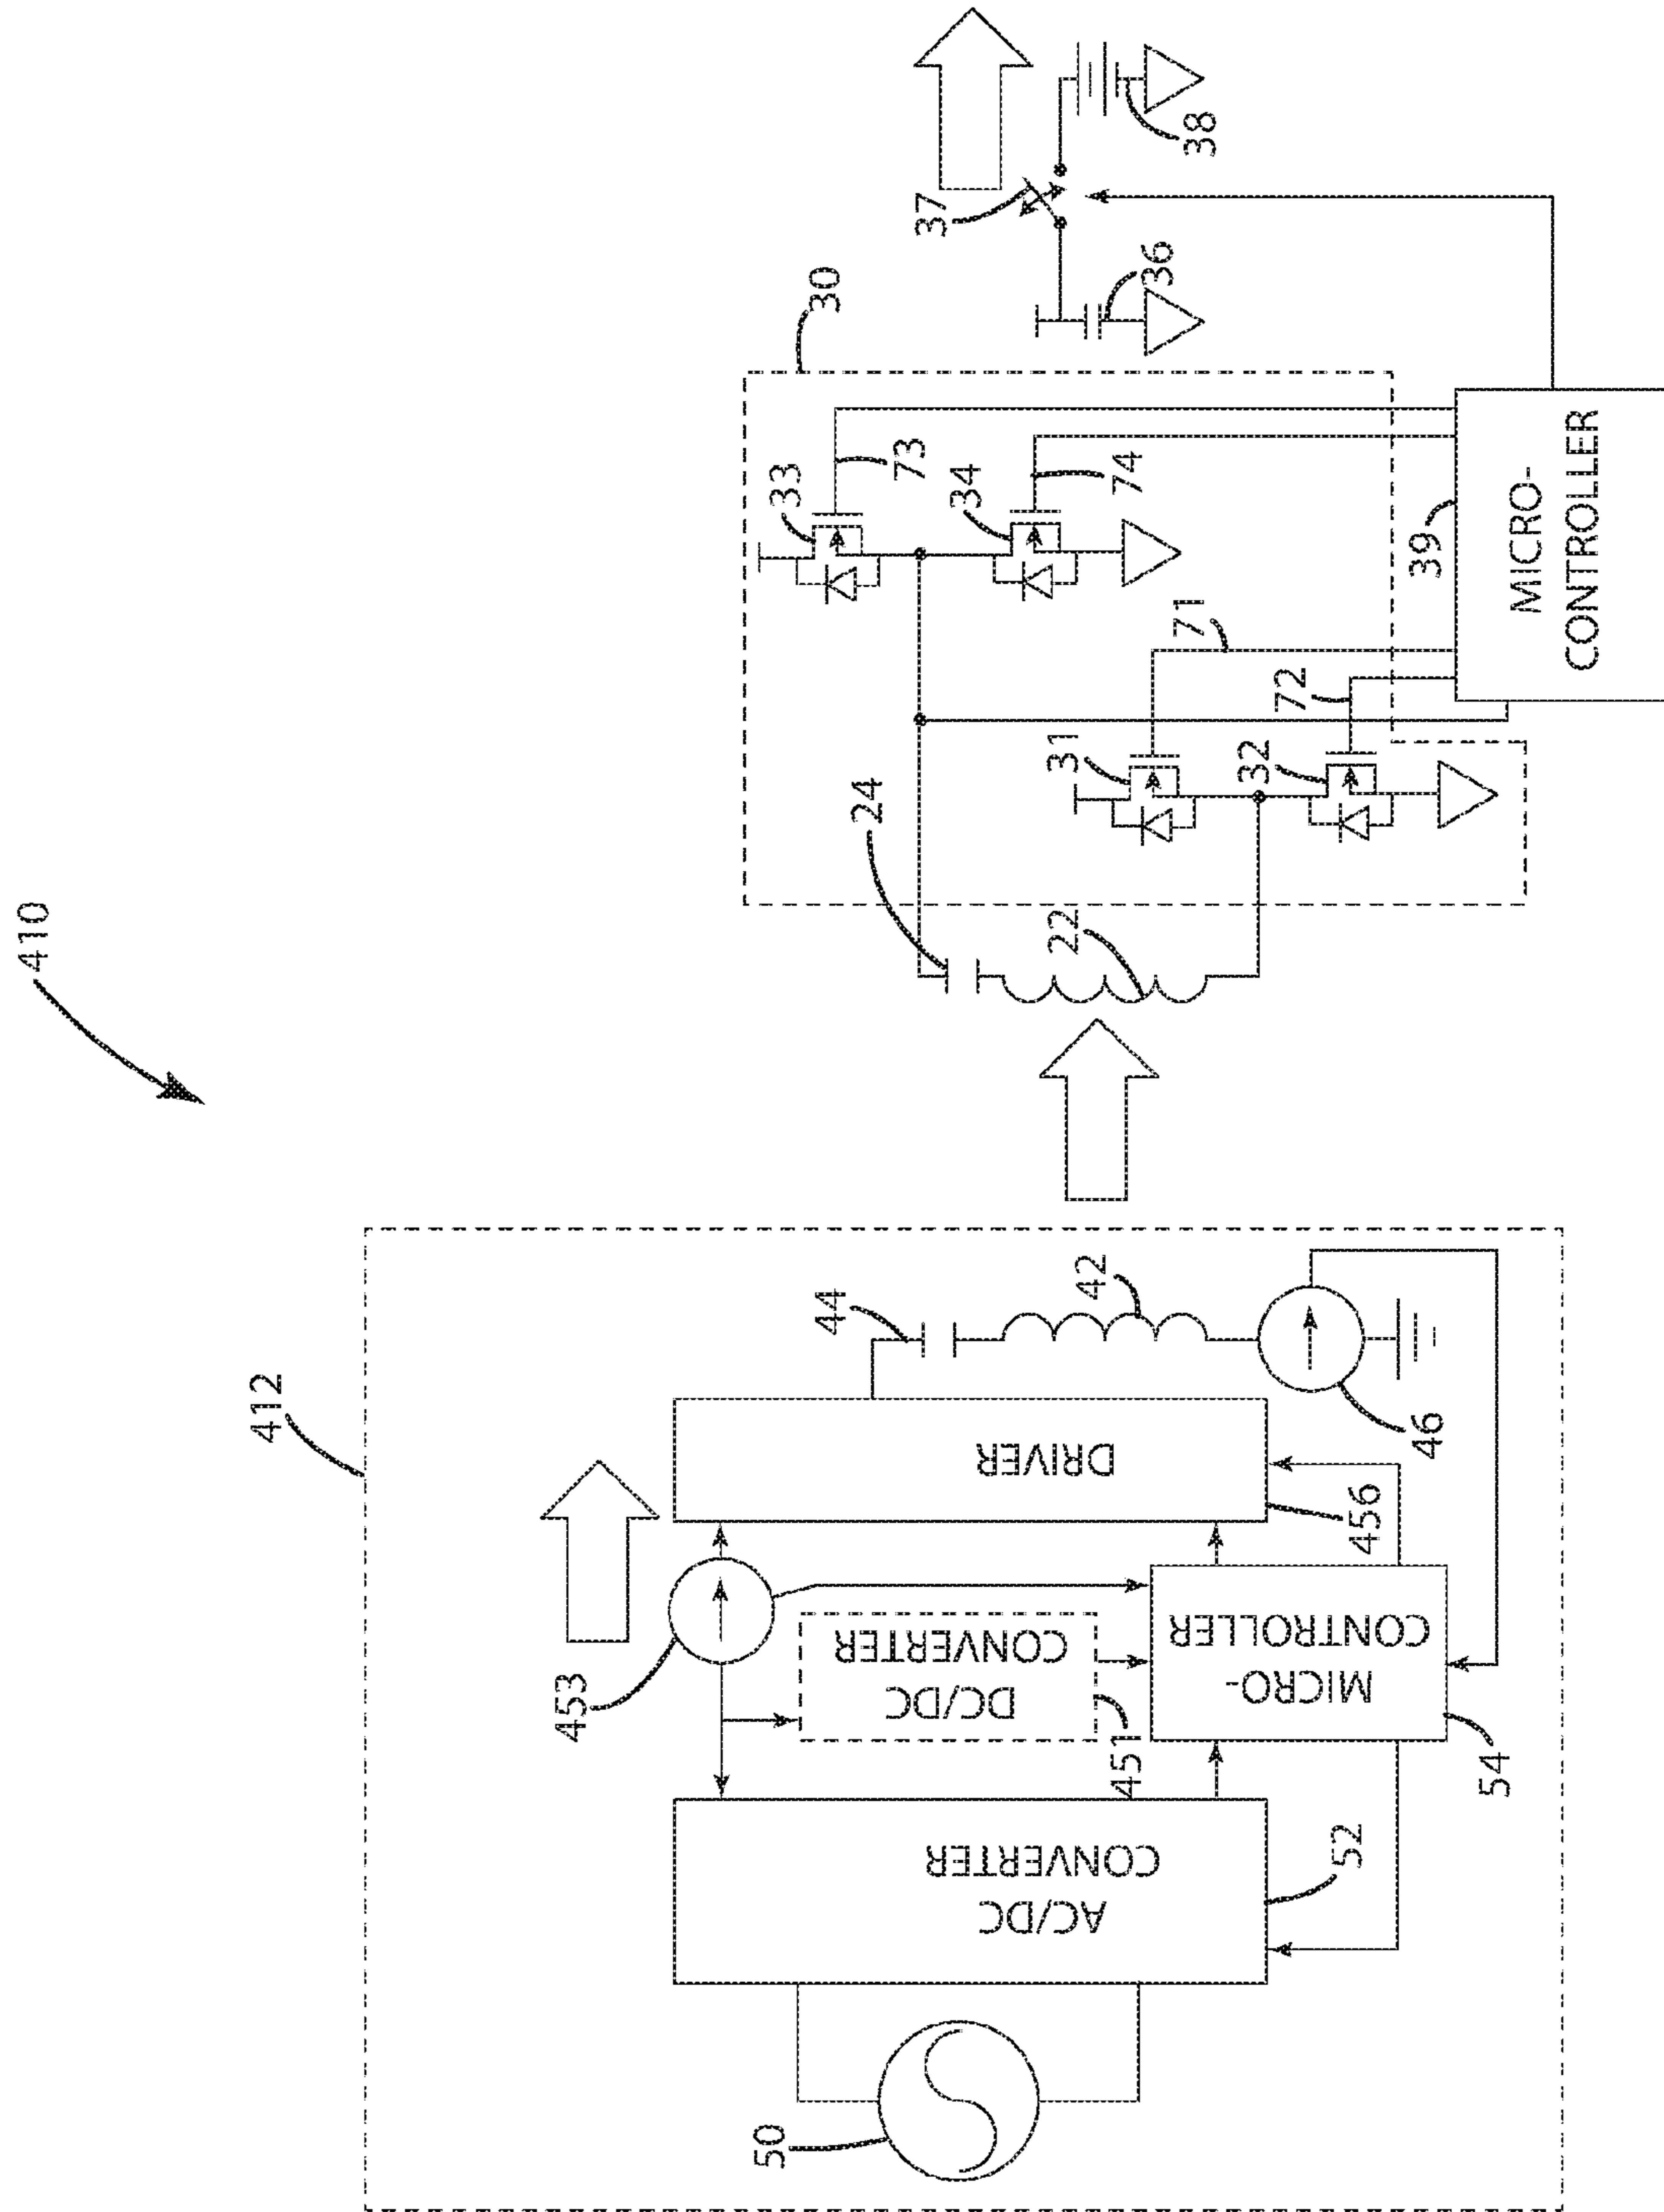 410
412
50
AC/DC
CONVERTER
52
453
DC/DC
CONVERTER
451
MICRO-
CONTROLLER
54
DRIVER
456
44
42
46
24
22
30
31
32
71
72
33
34
73
74
MICRO-
CONTROLLER
39
36
37
38